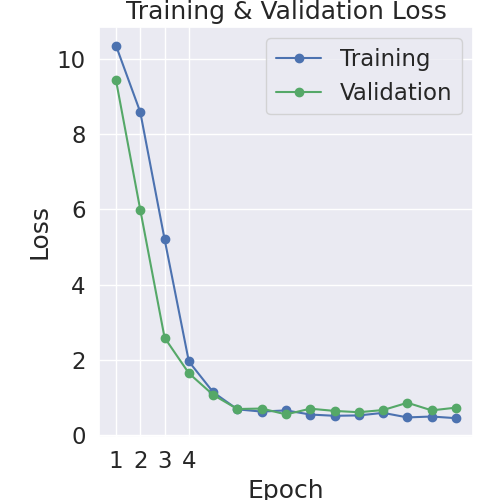 Training & Validation Loss
Training
Validation
Loss
10
8
6
4
2
0
1 2 3 4
Epoch